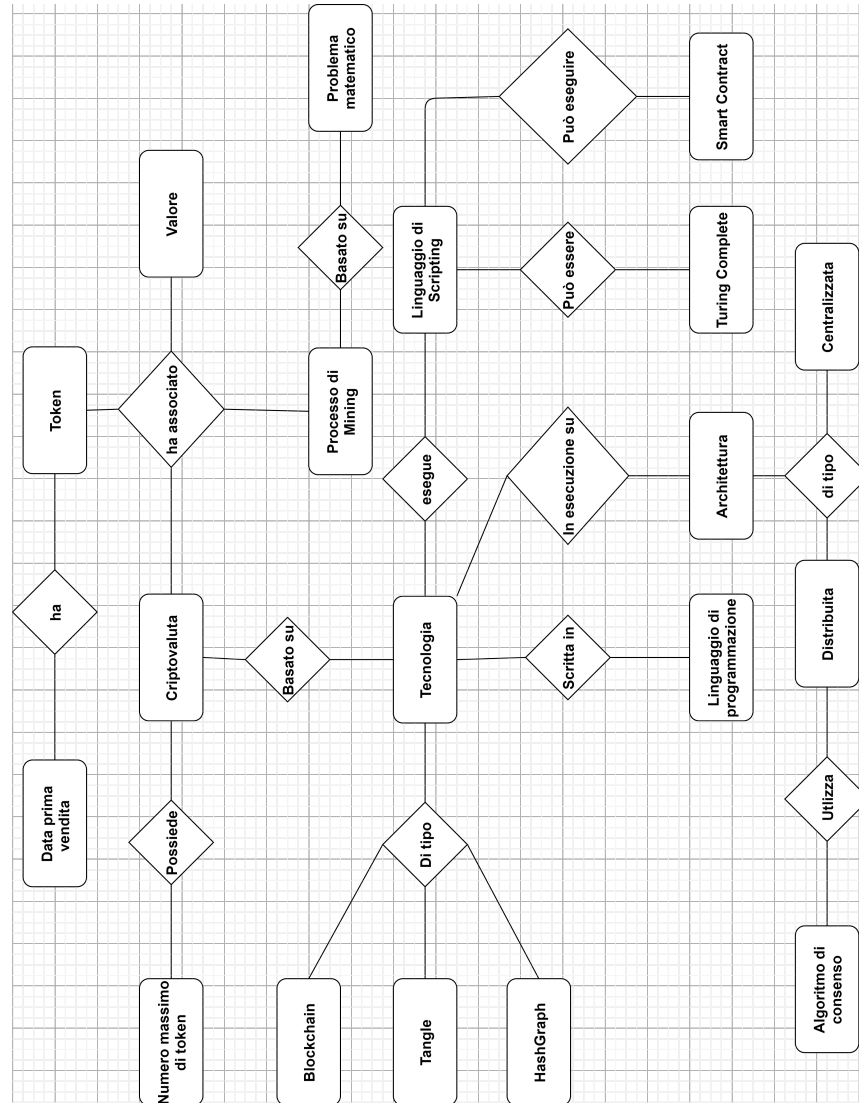 Data prima
vendita
ha
Token
Numero massimo
di token
Possiede
Criptovaluta
ha associato
Valore
Basato su
Blockchain
Processo di
Mining
Basato su
Problema
matematico
Tangle
Di tipo
Tecnologia
esegue
Linguaggio di
Scripting
HashGraph
Scritta in
In esecuzione su
Può essere
Può eseguire
Linguaggio di
programmazione
Architettura
Turing Complete
Smart Contract
Algoritmo di
consenso
Utlizza
Distribuita
di tipo
Centralizzata